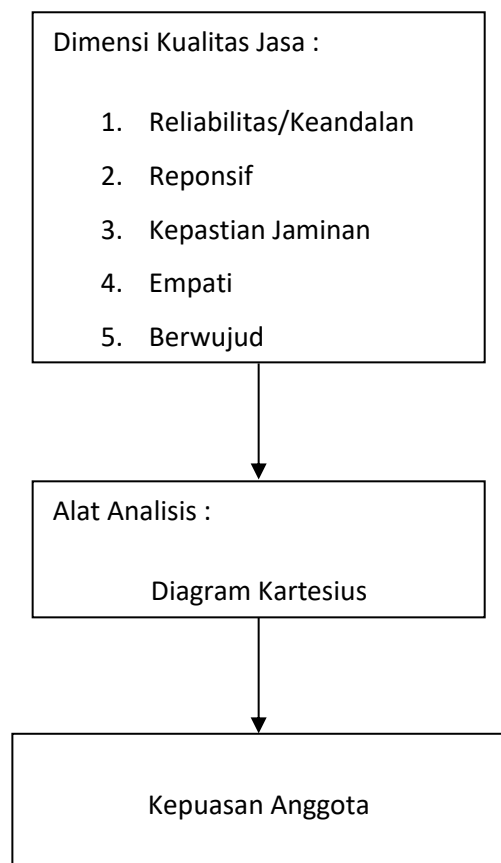 Dimensi Kualitas Jasa :
1. Reliabilitas/Keandalan
2. Reponsif
3. Kepastian Jaminan
4. Empati
5. Berwujud
Alat Analisis :
Diagram Kartesius
Kepuasan Anggota